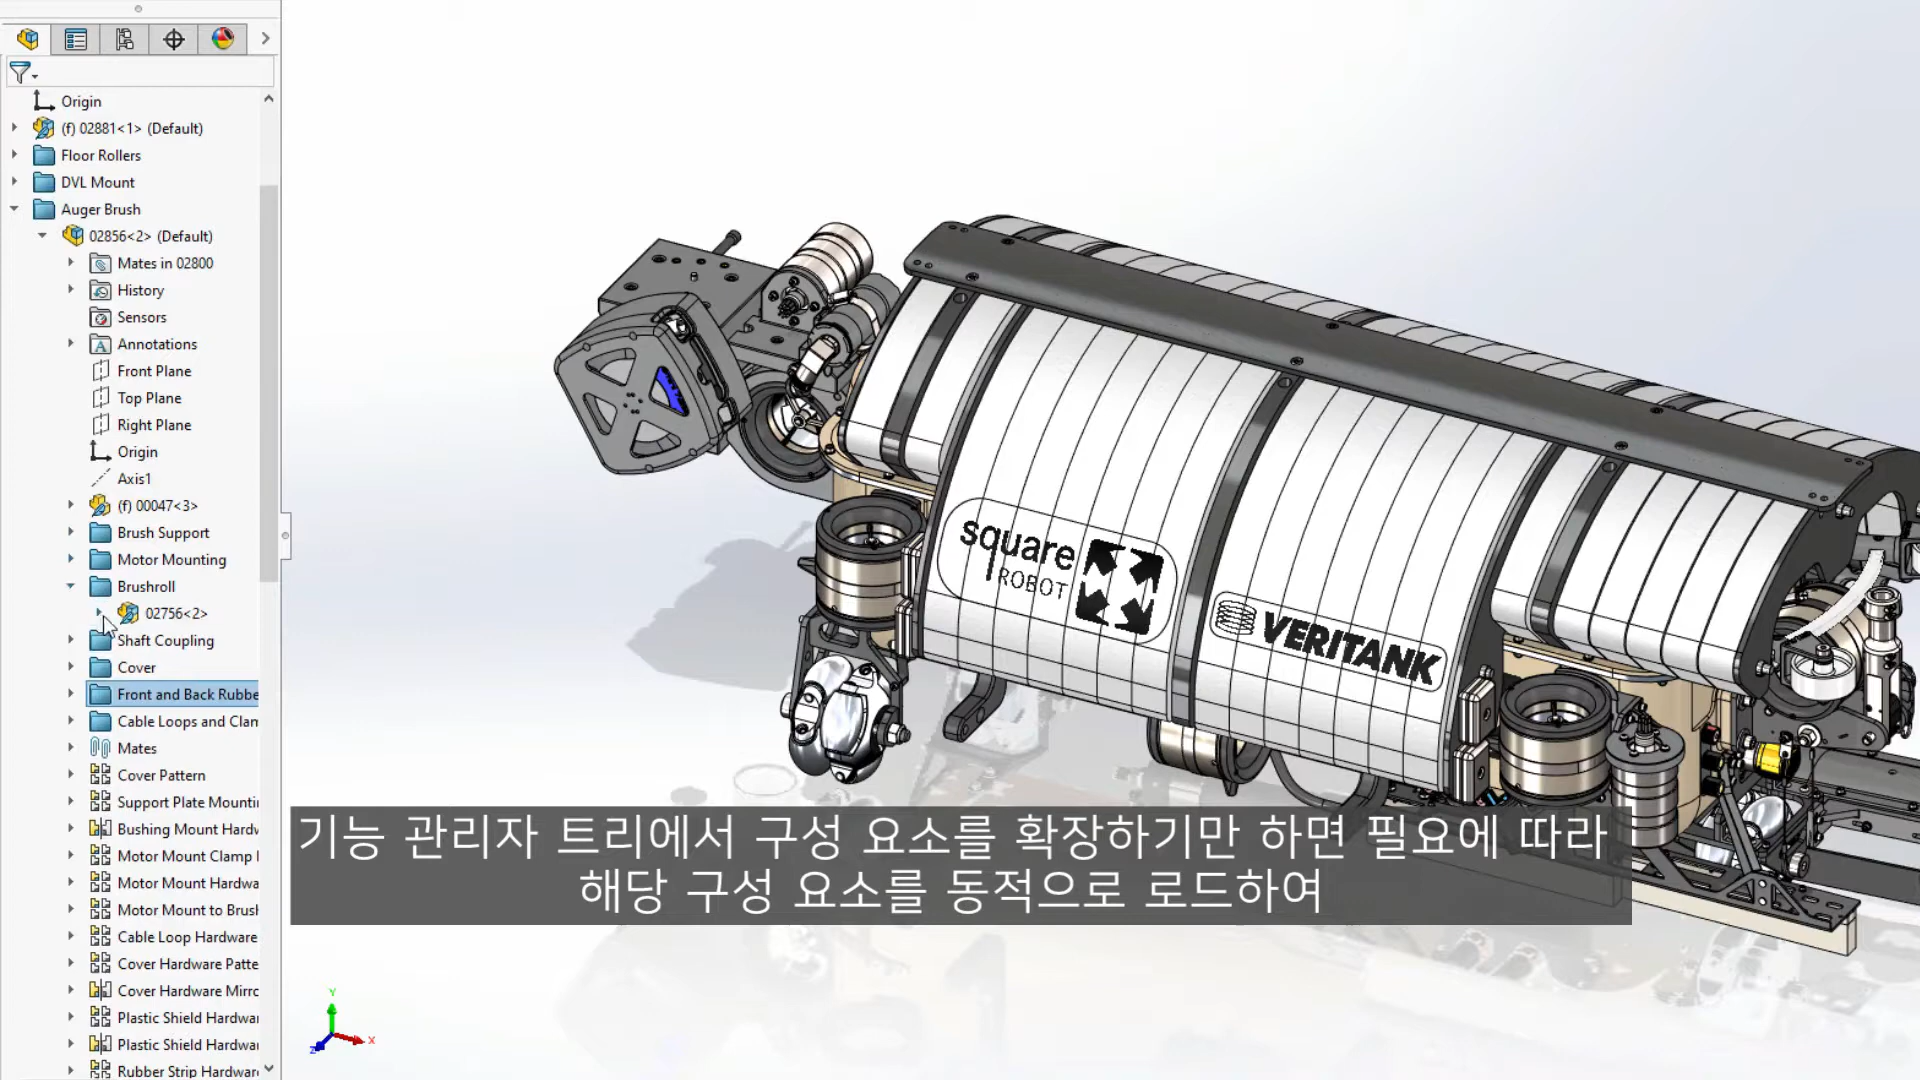 Origin
(f) 02881<1> (Default)
Floor Rollers
DVL Mount
Auger Brush
02856<2> (Default)
Mates in 02800
History
Sensors
Annotations
Front Plane
Top Plane
Right Plane
Origin
Axis1
(f) 00047<3>
Brush Support
Motor Mounting
Brushroll
02756<2>
Shaft Coupling
Cover
Front and Back Rubbe
Cable Loops and Clam
Mates
Cover Pattern
Support Plate Mounti
Bushing Mount Hardw
Motor Mount Clamp
Motor Mount Hardwa
Motor Mount to Brush
Cable Loop Hardware
Cover Hardware Patte
Cover Hardware Mirro
Plastic Shield Hardwar
Plastic Shield Hardwar
Rubber Strip Hardware
square
ROBOT
VERITANK
기능 관리자 트리에서 구성 요소를 확장하기만 하면 필요에 따라
해당 구성 요소를 동적으로 로드하여
Y
X
Z